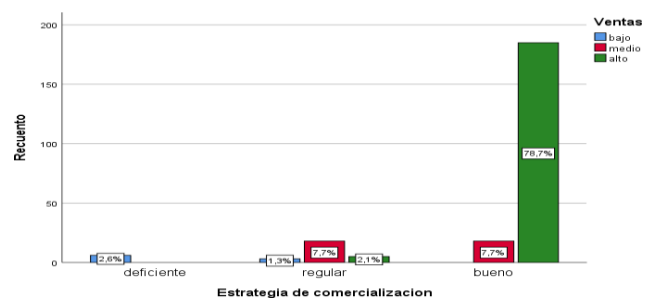 Ventas
bajo
medio
alto
Recuento
200
150
100
50
0
2,6%
1,3%
7,7%
2,1%
7,7%
78,7%
deficiente regular bueno
Estrategia de comercializacion